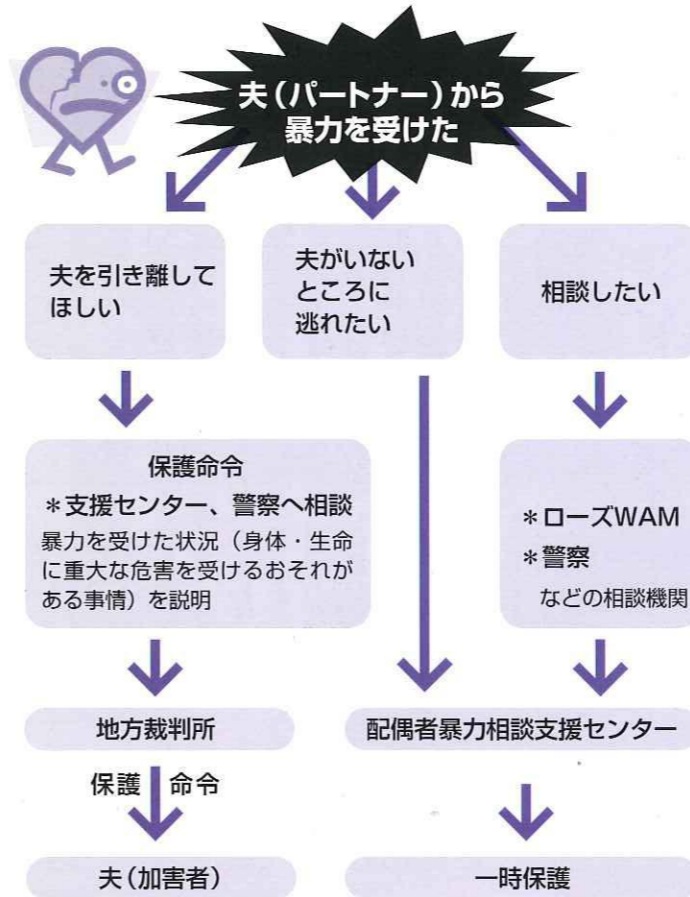 夫(パートナー)から
暴力を受けた
夫を引き離して
ほしい
夫がいない
ところに
逃れたい
相談したい
保護命令
*支援センター、警察へ相談
暴力を受けた状況(身体・生命
に重大な危害を受けるおそれが
ある事情)を説明
*ローズWAM
*警察
などの相談機関
地方裁判所
配偶者暴力相談支援センター
保護 命令
夫(加害者)
一時保護